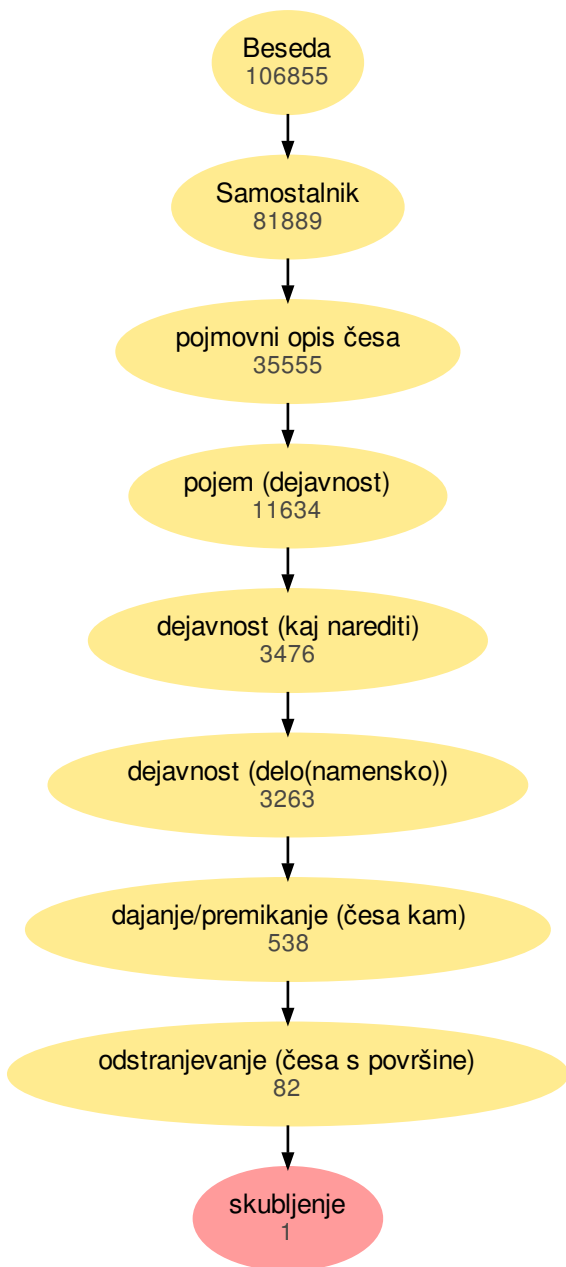 Beseda
106855
Samostalnik
81889
pojmovni opis česa
35555
pojem (dejavnost)
11634
dejavnost (kaj narediti)
3476
dejavnost (delo(namensko))
3263
dajanje/premikanje (česa kam)
538
odstranjevanje (česa s površine)
82
skubljenje
1